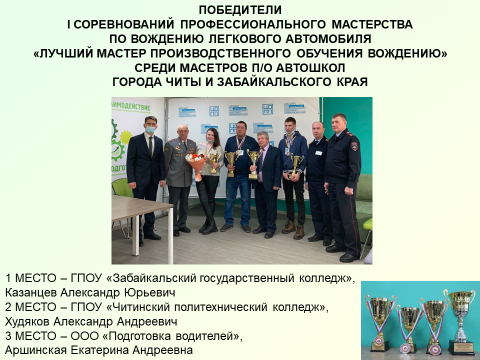 ПОБЕДИТЕЛИ
I СОРЕВНОВАНИЙ ПРОФЕССИОНАЛЬНОГО МАСТЕРСТВА
ПО ВОЖДЕНИЮ ЛЕГКОВОГО АВТОМОБИЛЯ
«ЛУЧШИЙ МАСТЕР ПРОИЗВОДСТВЕННОГО ОБУЧЕНИЯ ВОЖДЕНИЮ»
СРЕДИ МАСЕТРОВ П/О АВТОШКОЛ
ГОРОДА ЧИТЫ И ЗАБАЙКАЛЬСКОГО КРАЯ
1 МЕСТО – ГПОУ «Забайкальский государственный колледж»,
Казанцев Александр Юрьевич
2 МЕСТО – ГПОУ «Читинский политехнический колледж»,
Худяков Александр Андреевич
3 МЕСТО – ООО «Подготовка водителей»,
Аршинская Екатерина Андреевна